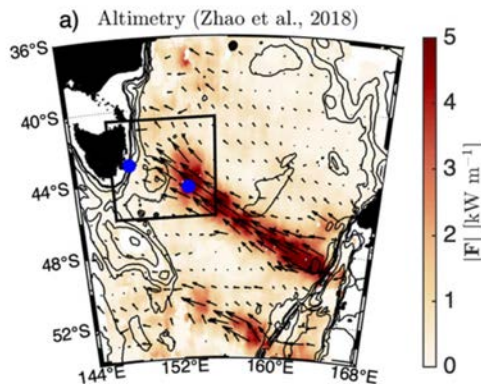 a) Altimetry (Zhao et al., 2018)
36°S
40°S
44°S
48°S
52°S
144°E
152°E
160°E
168°E
5
4
3
2
1
0
|F| [kW m⁻¹]